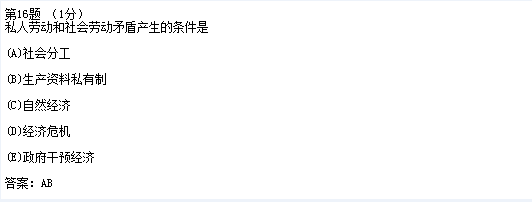 第16题 （1分）
私人劳动和社会劳动矛盾产生的条件是
(A)社会分工
(B)生产资料私有制
(C)自然经济
(D)经济危机
(E)政府干预经济
答案：AB